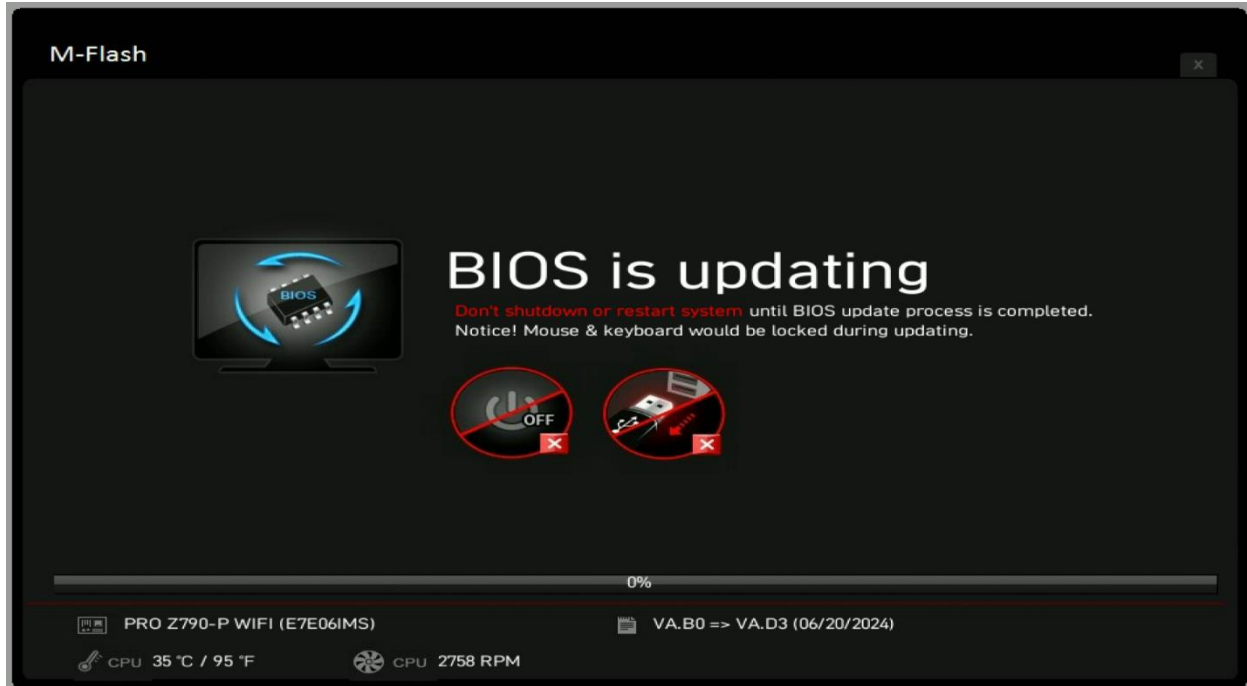 M-Flash
x
BIOS
BIOS is updating
Don't shutdown or restart system until BIOS update process is completed.
Notice! Mouse & keyboard would be locked during updating.
OFF
0%
PRO Z790-P WIFI (E7E06IMS)
VA.B0 => VA.D3 (06/20/2024)
CPU 35 °C / 95 °F
CPU 2758 RPM